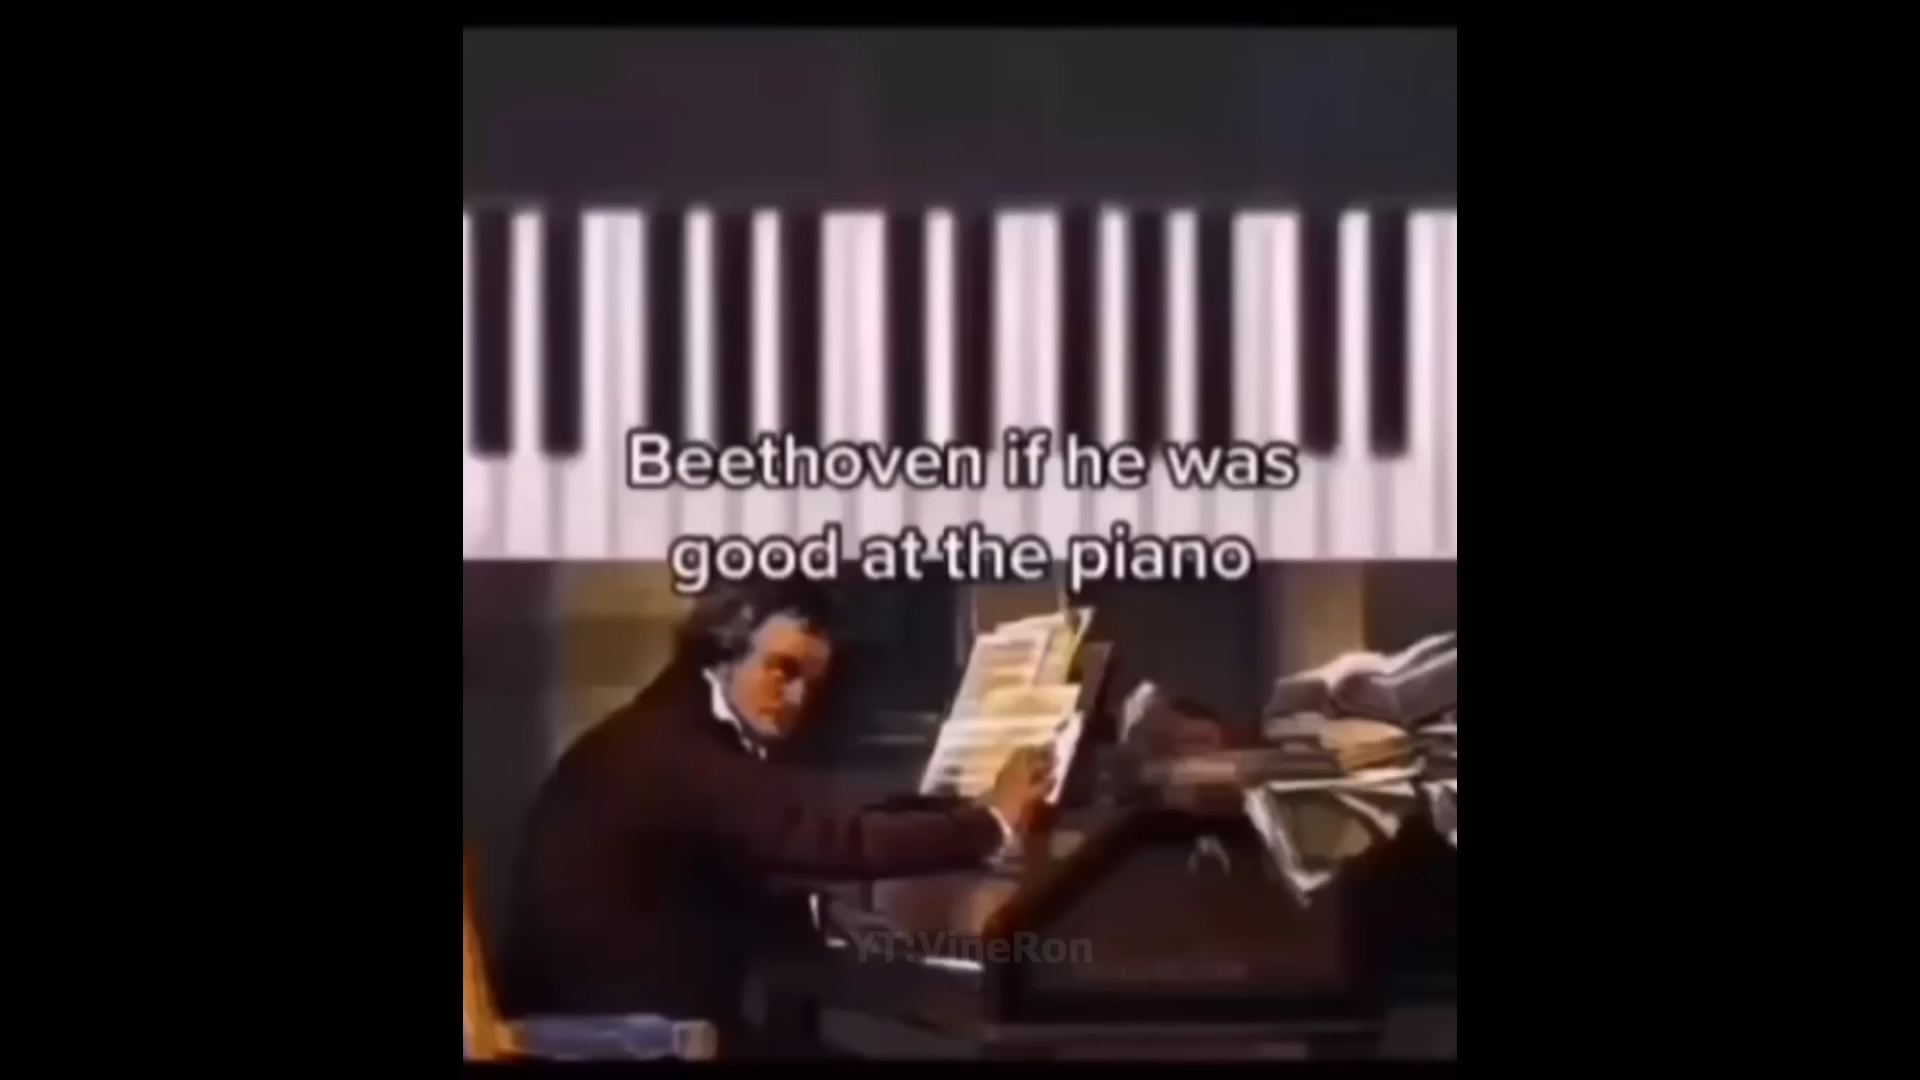 Beethoven if he was
good at the piano
YT:VineRon